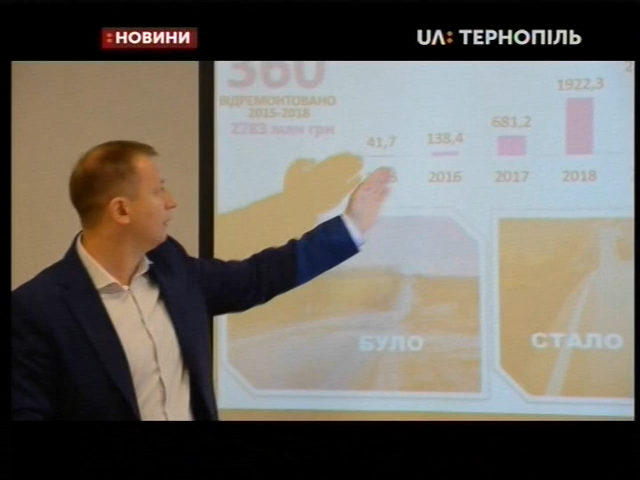 :НОВИНИ
UA: ТЕРНОПІЛЬ
360
ВІДРЕМОНТОВАНО
2015-2018
2783 млн грн
41,7
138,4
681,2
1922,3
2016
2017
2018
БУЛО
СТАЛО